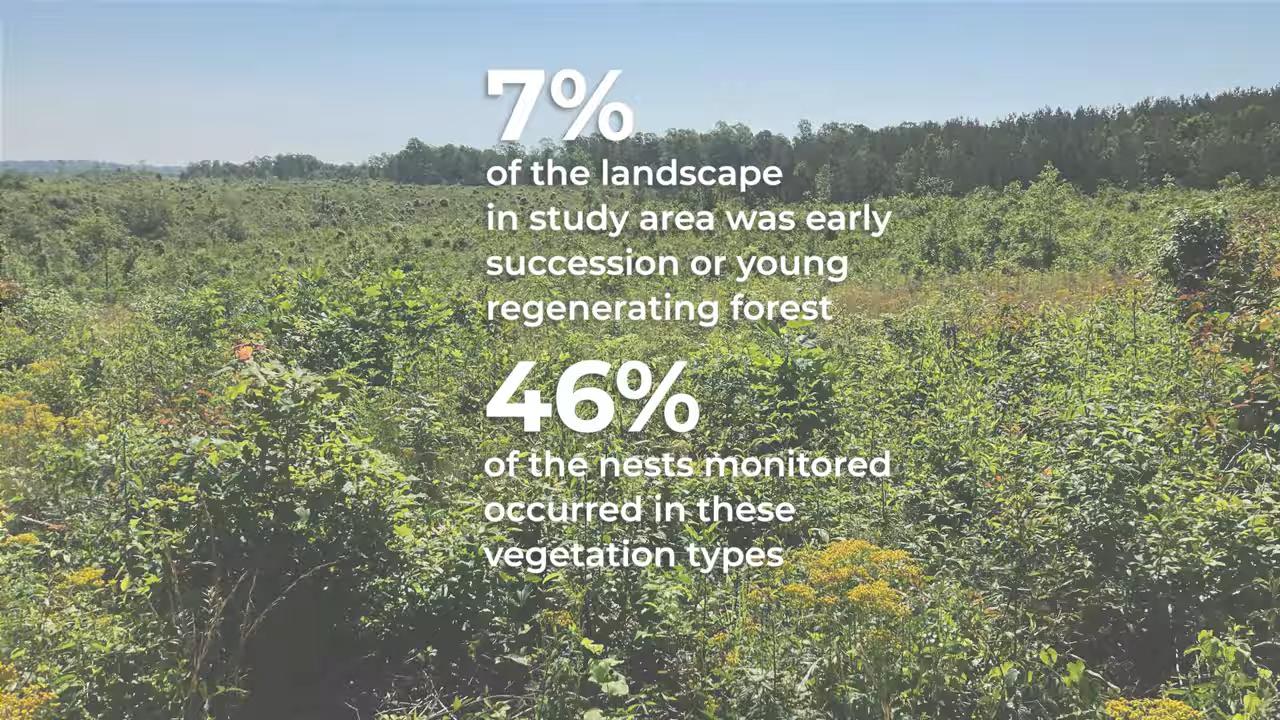 7%
of the landscape
in study area was early
succession or young
regenerating forest
46%
of the nests monitored
occurred in these
vegetation types